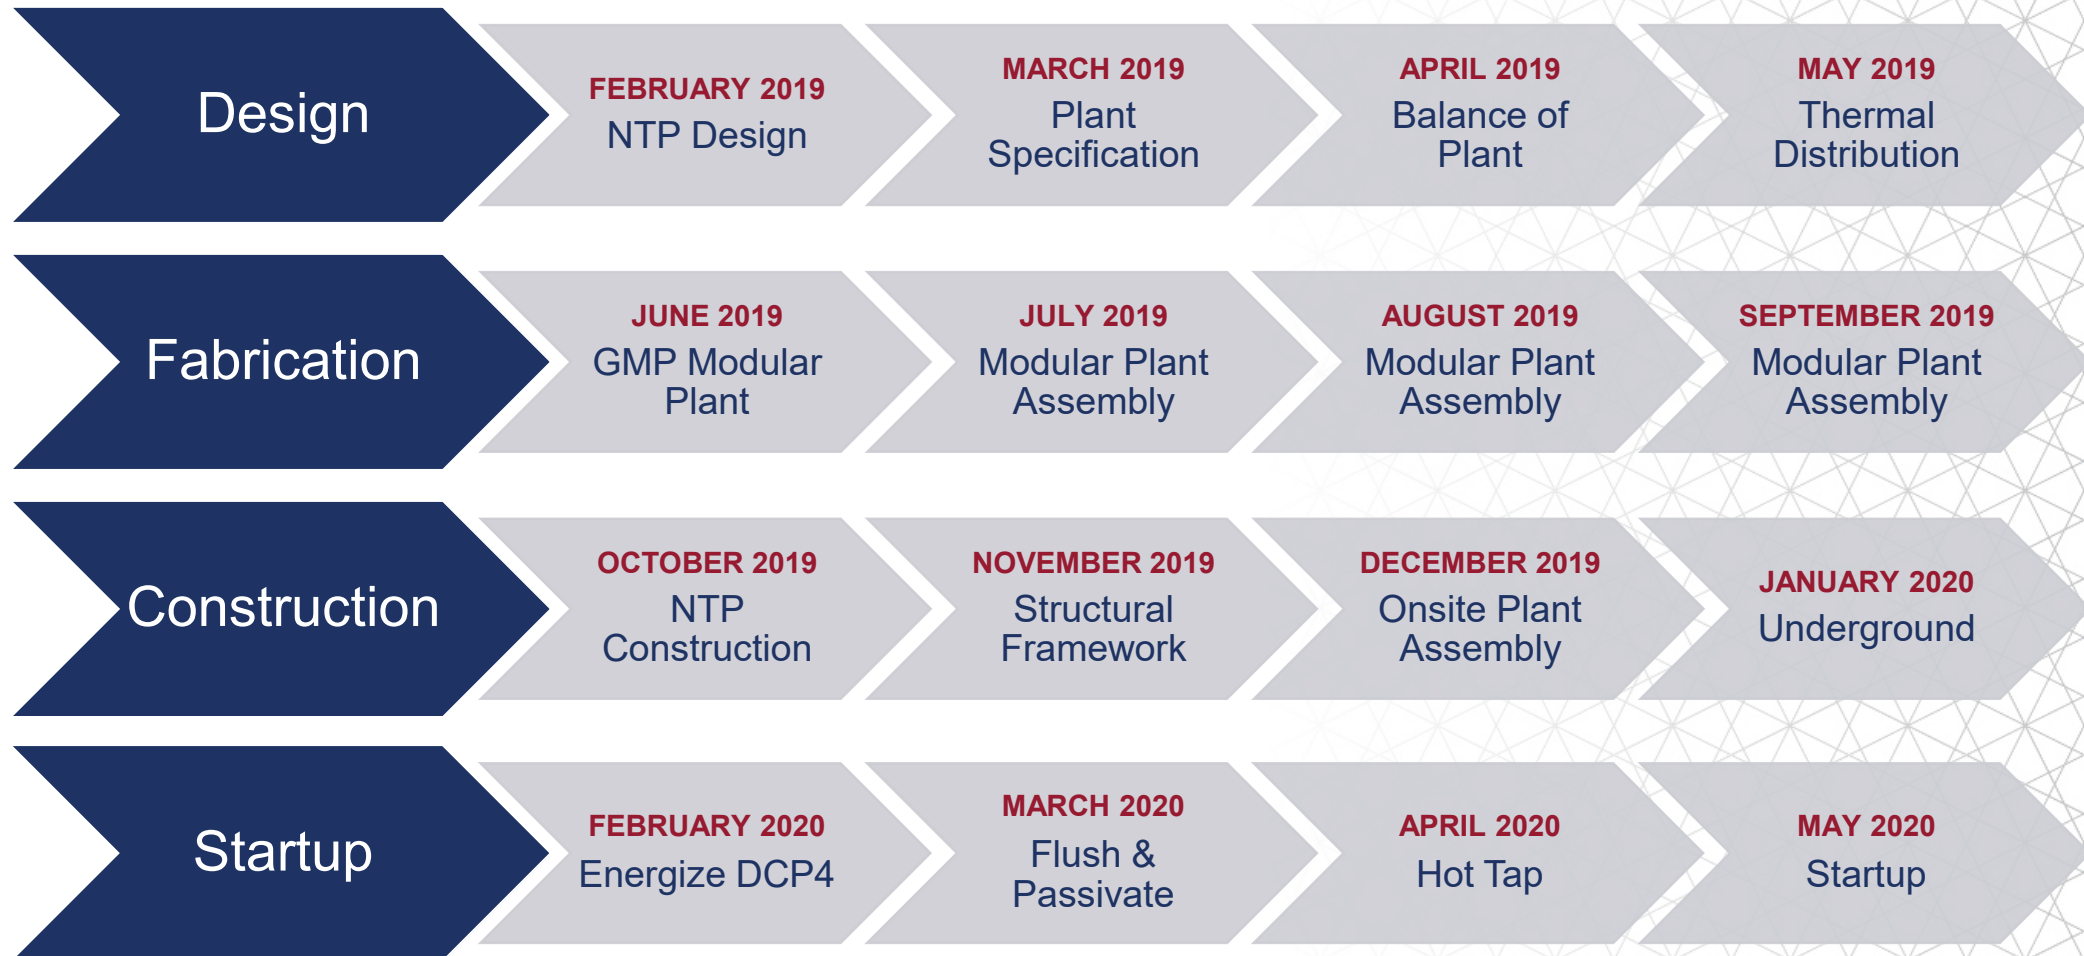 Design
FEBRUARY 2019
NTP Design
MARCH 2019
Plant
Specification
APRIL 2019
Balance of
Plant
MAY 2019
Thermal
Distribution
Fabrication
JUNE 2019
GMP Modular
Plant
JULY 2019
Modular Plant
Assembly
AUGUST 2019
Modular Plant
Assembly
SEPTEMBER 2019
Modular Plant
Assembly
Construction
OCTOBER 2019
NTP
Construction
NOVEMBER 2019
Structural
Framework
DECEMBER 2019
Onsite Plant
Assembly
JANUARY 2020
Underground
Startup
FEBRUARY 2020
Energize DCP4
MARCH 2020
Flush &
Passivate
APRIL 2020
Hot Tap
MAY 2020
Startup